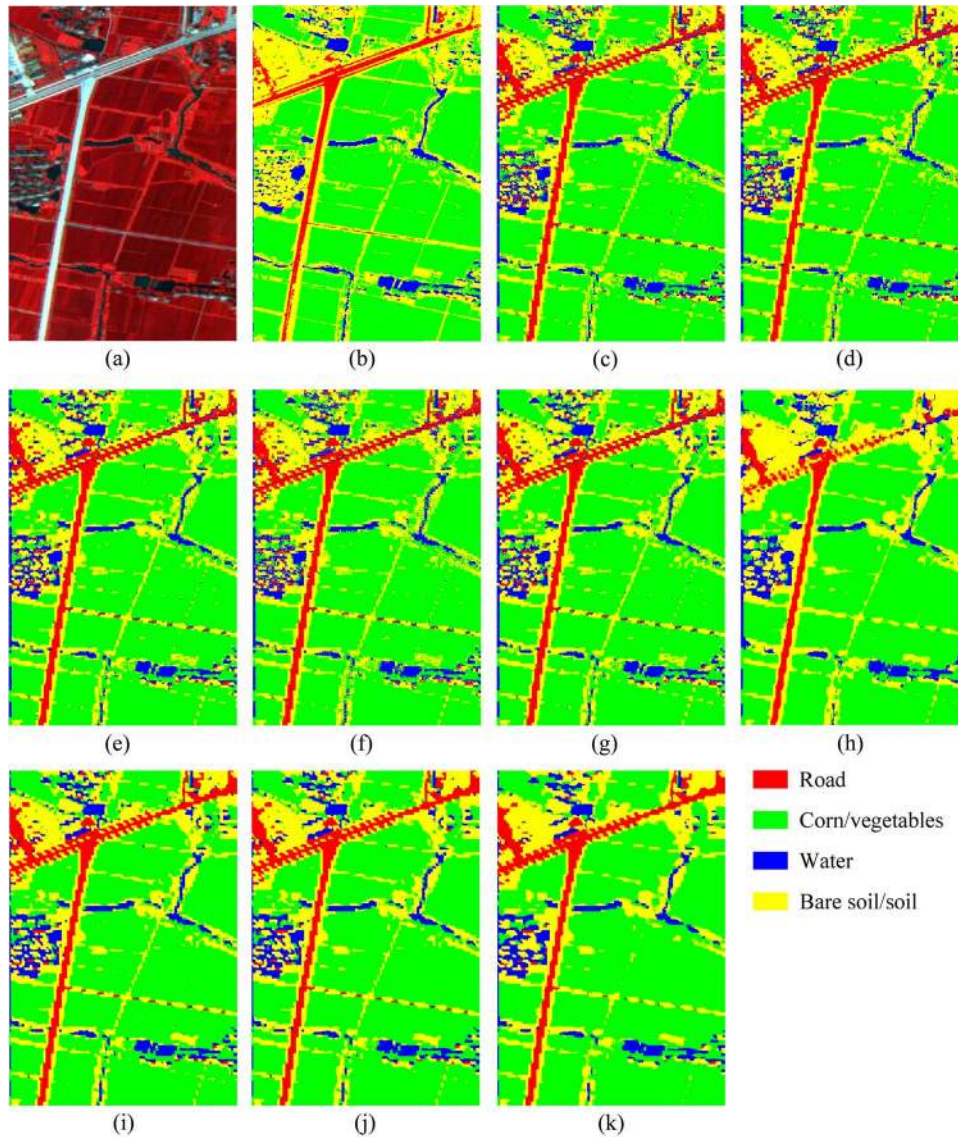 (a) (b) (c) (d)
(e) (f) (g) (h)
Road
Corn/vegetables
Water
Bare soil/soil
(i) (j) (k)